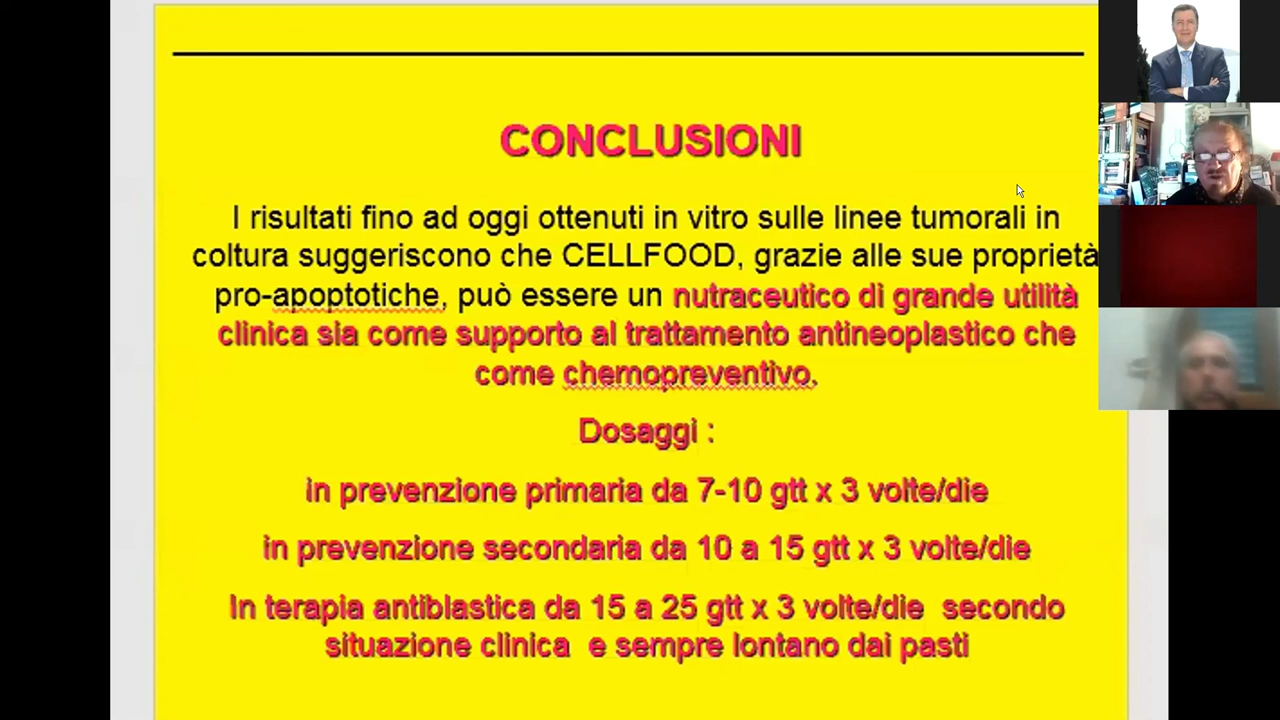 CONCLUSIONI
I risultati fino ad oggi ottenuti in vitro sulle linee tumorali in
coltura suggeriscono che CELLFOOD, grazie alle sue proprietà
pro-apoptotiche, può essere un nutraceutico di grande utilità
clinica sia come supporto al trattamento antineoplastico che
come chemopreventivo.
Dosaggi :
in prevenzione primaria da 7-10 gtt x 3 volte/die
in prevenzione secondaria da 10 a 15 gtt x 3 volte/die
In terapia antiblastica da 15 a 25 gtt x 3 volte/die secondo
situazione clinica e sempre lontano dai pasti